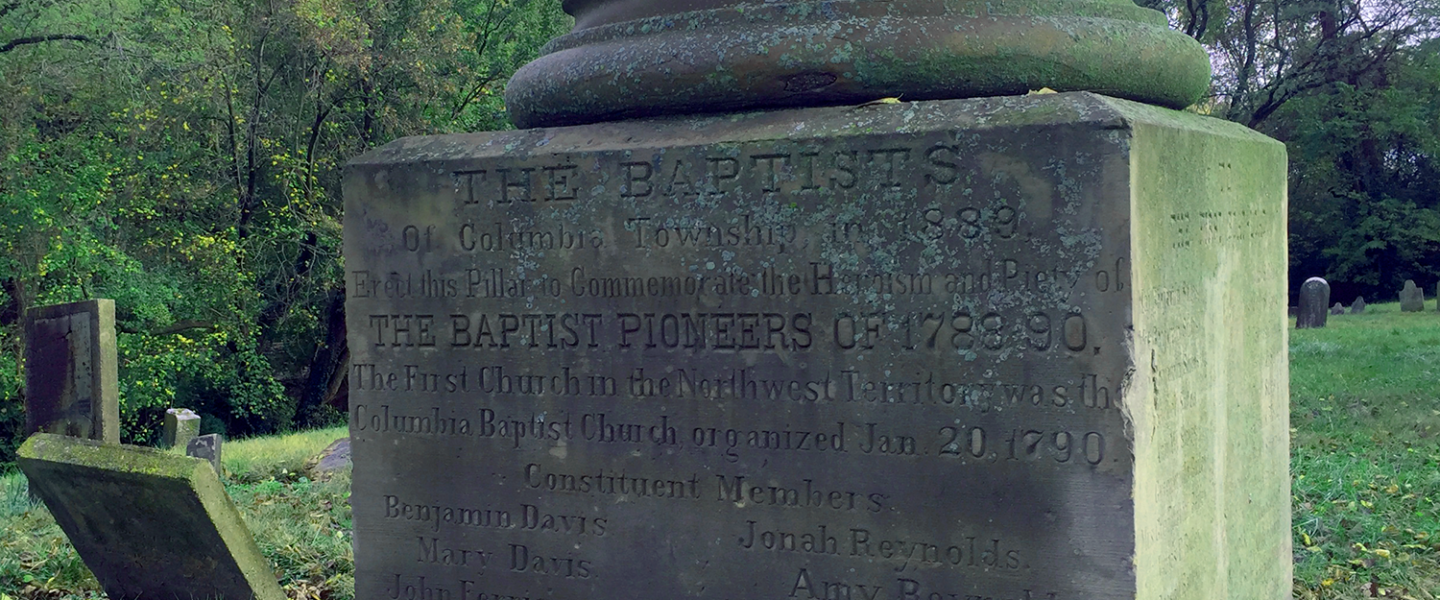 THE BAPTISTS
Of Columbia Township, in 1889.
Erect this Pillar to Commemorate the Heroism and Piety of
THE BAPTIST PIONEERS OF 1788-90.
The First Church in the Northwest Territory was the
Columbia Baptist Church organized Jan. 20, 1790.
Constituent Members.
Benjamin Davis
Jonah Reynolds.
Mary Davis.
Amy
John